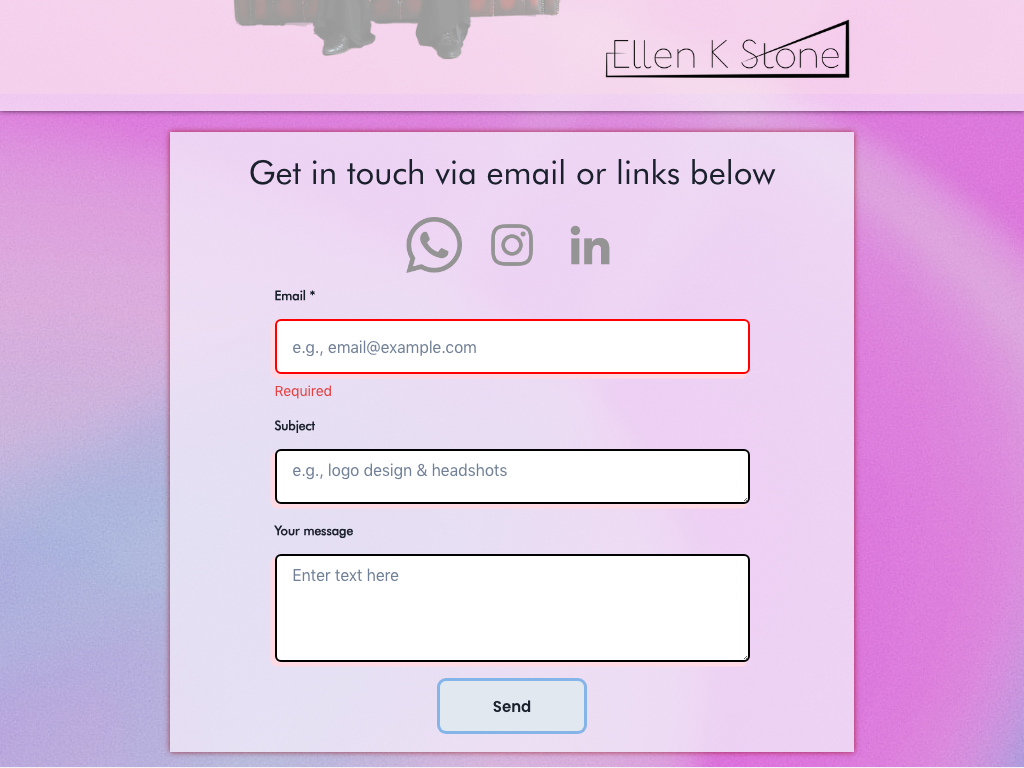 Ellen K Stone
Get in touch via email or links below
in
Email *
e.g., email@example.com
Required
Subject
e.g., logo design & headshots
Your message
Enter text here
Send